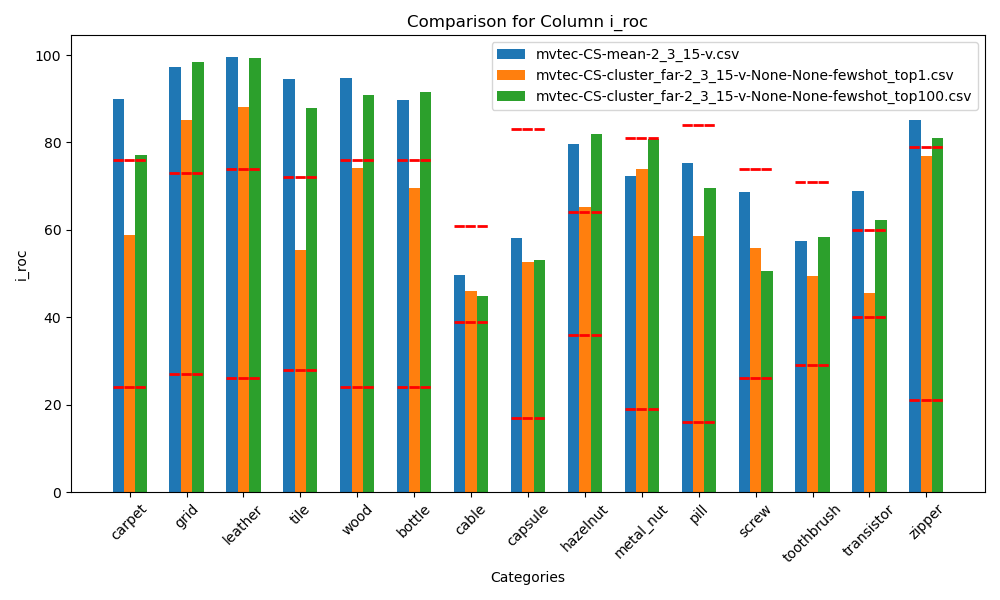 Comparison for Column i_roc
mvtec-CS-mean-2_3_15-v.csv
mvtec-CS-cluster_far-2_3_15-v-None-None-fewshot_top1.csv
mvtec-CS-cluster_far-2_3_15-v-None-None-fewshot_top100.csv
i_roc
100
80
60
40
20
0
carpet
grid
leather
tile
wood
bottle
cable
capsule
hazelnut
metal_nut
pill
screw
toothbrush
transistor
zipper
Categories